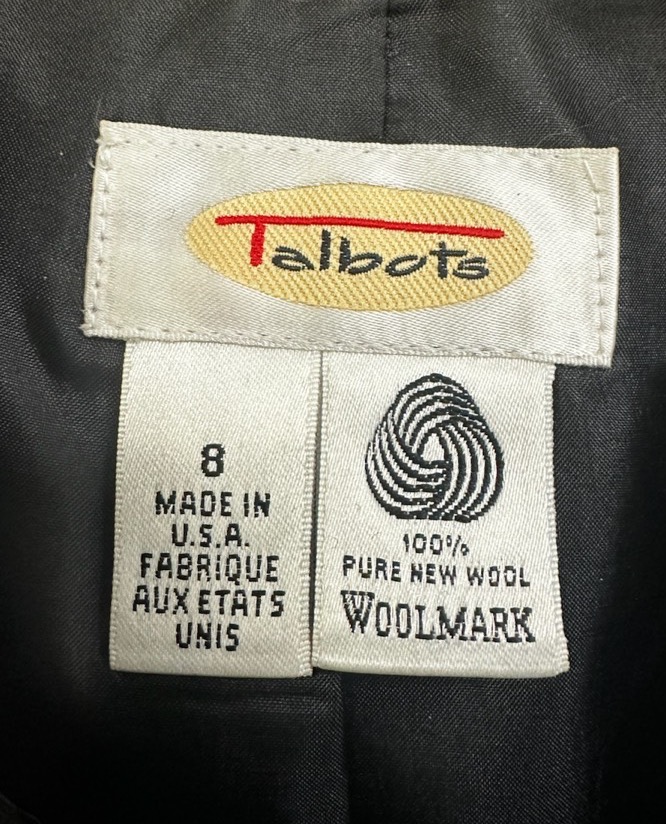 Talbots
8
MADE IN
U.S.A.
FABRIQUE
AUX ETATS
UNIS
100%
PURE NEW WOOL
WOOLMARK